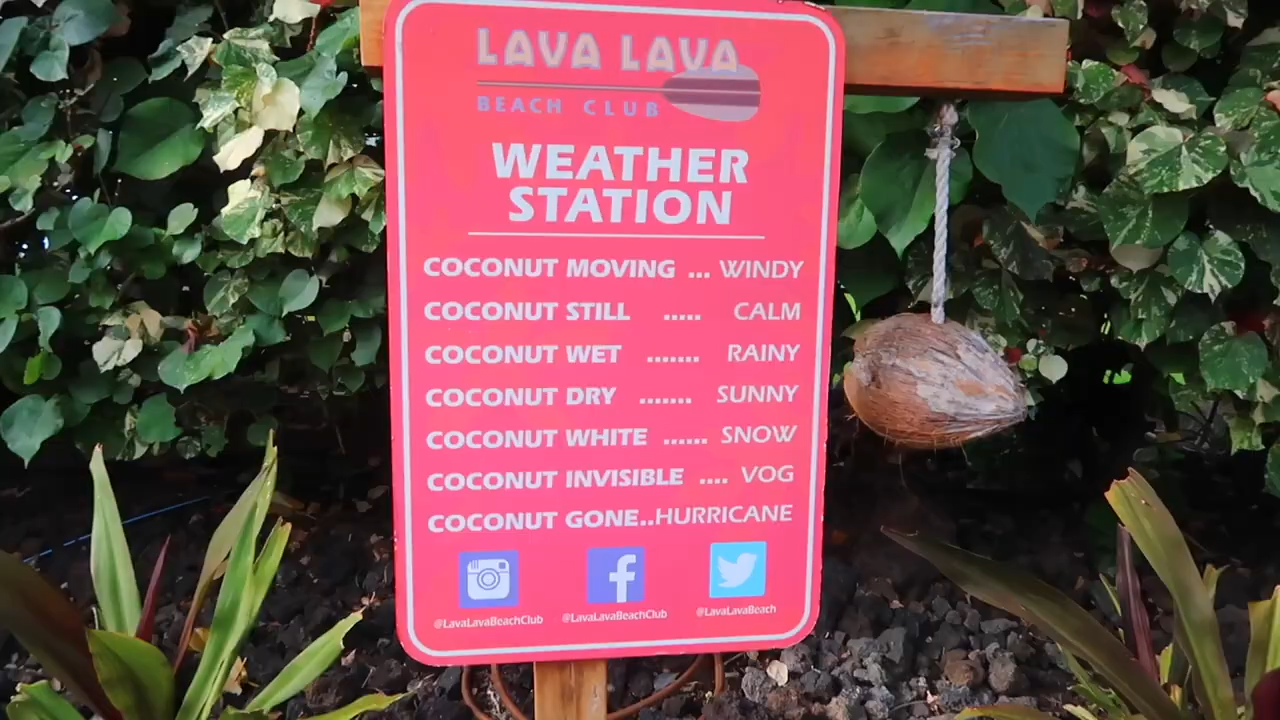 LAVA LAVA
BEACH CLUB
WEATHER
STATION
COCONUT MOVING ... WINDY
COCONUT STILL ..... CALM
COCONUT WET ....... RAINY
COCONUT DRY ....... SUNNY
COCONUT WHITE ...... SNOW
COCONUT INVISIBLE .... VOG
COCONUT GONE..HURRICANE
@LavaLavaBeachClub @LavaLavaBeachClub @LavaLavaBeach